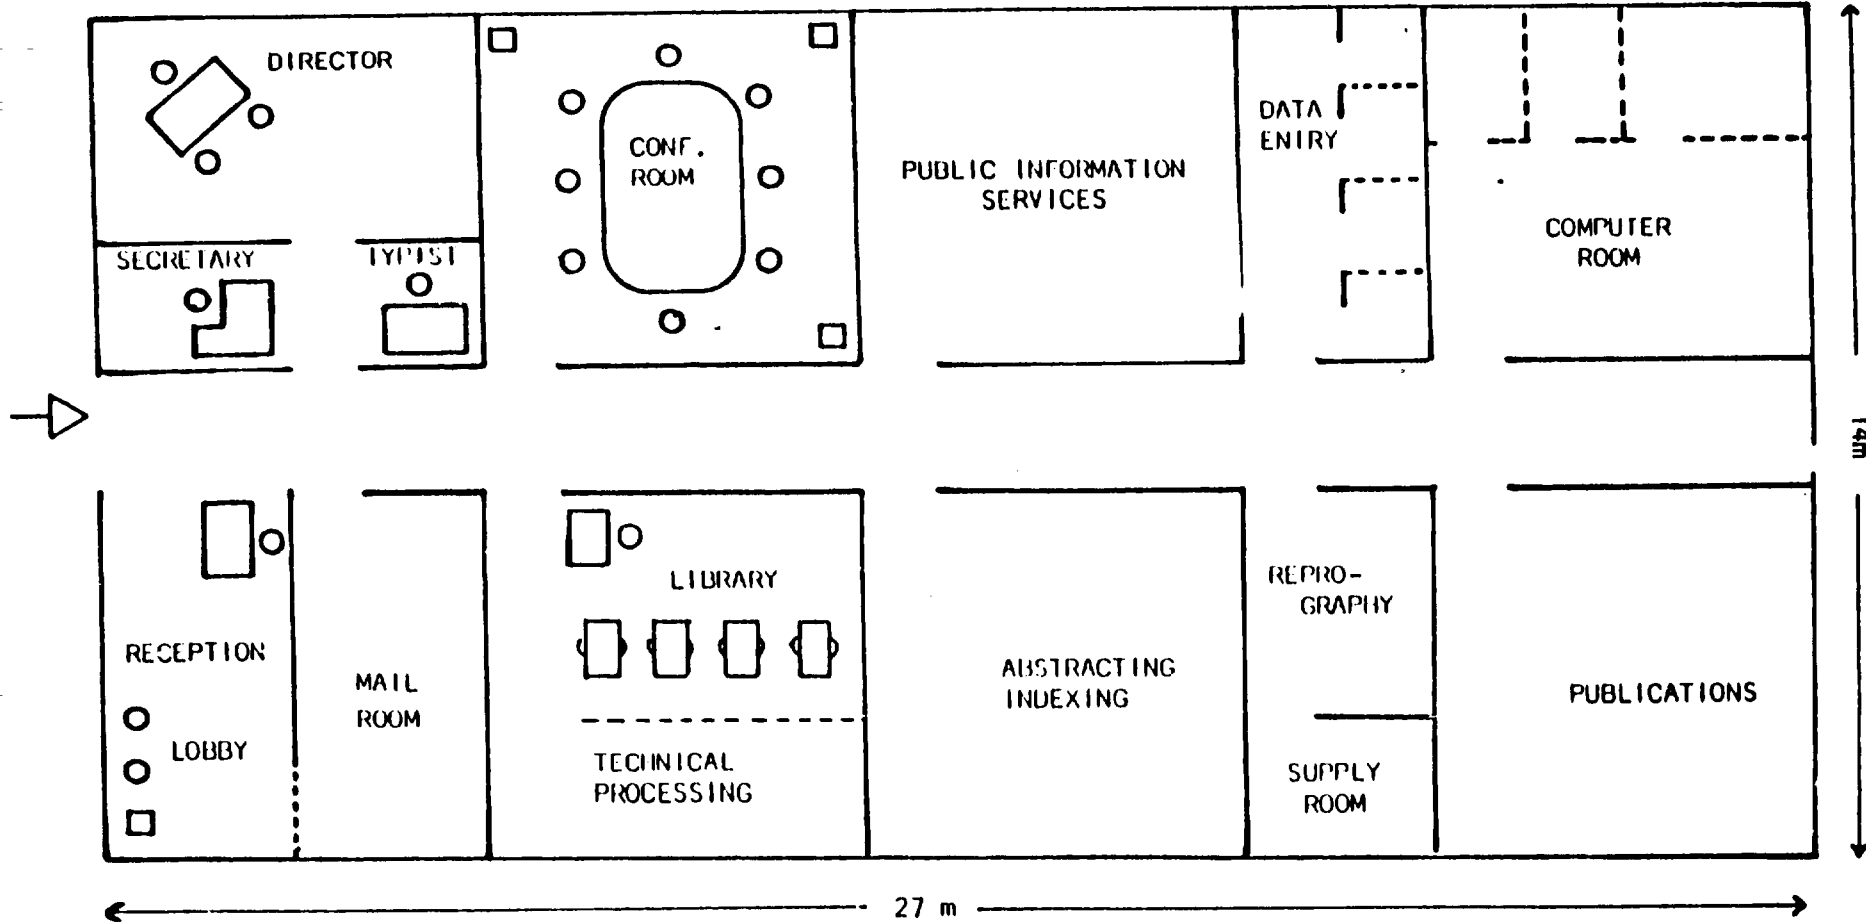 DIRECTOR
SECRETARY
TYPIST
CONF.
ROOM
PUBLIC INFORMATION
SERVICES
DATA
ENTRY
COMPUTER
ROOM
14m
RECEPTION
LOBBY
MAIL
ROOM
LIBRARY
TECHNICAL
PROCESSING
ABSTRACTING
INDEXING
REPRO-
GRAPHY
SUPPLY
ROOM
PUBLICATIONS
27 m